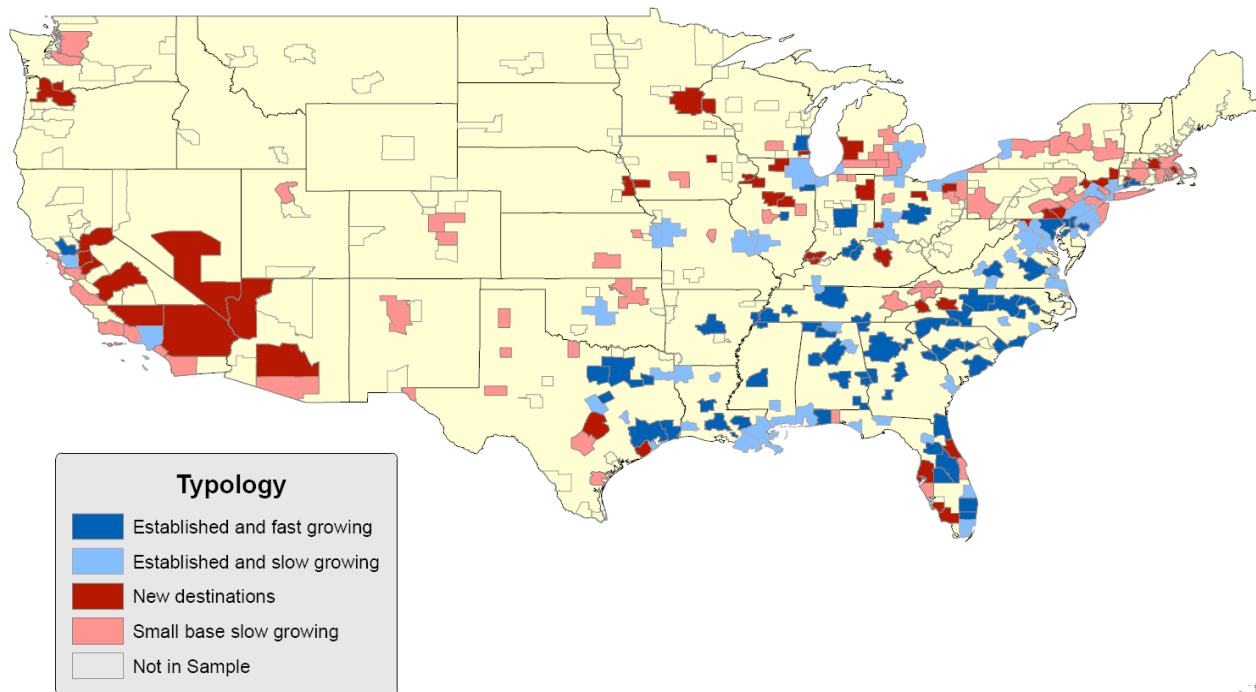 Typology
Established and fast growing
Established and slow growing
New destinations
Small base slow growing
Not in Sample